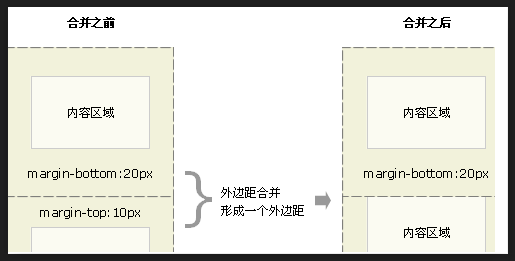 合并之前
内容区域
margin-bottom:20px
margin-top:10px
外边距合并
形成一个外边距
合并之后
内容区域
margin-bottom:20px
内容区域